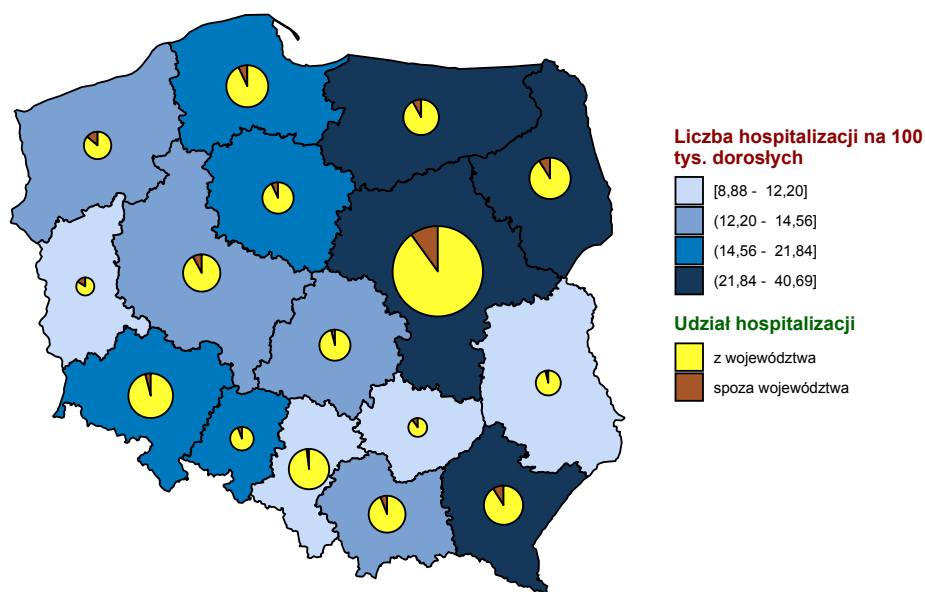 Liczba hospitalizacji na 100
tys. dorosłych
[8,88 - 12,20]
(12,20 - 14,56]
(14,56 - 21,84]
(21,84 - 40,69]
Udział hospitalizacji
z województwa
spoza województwa